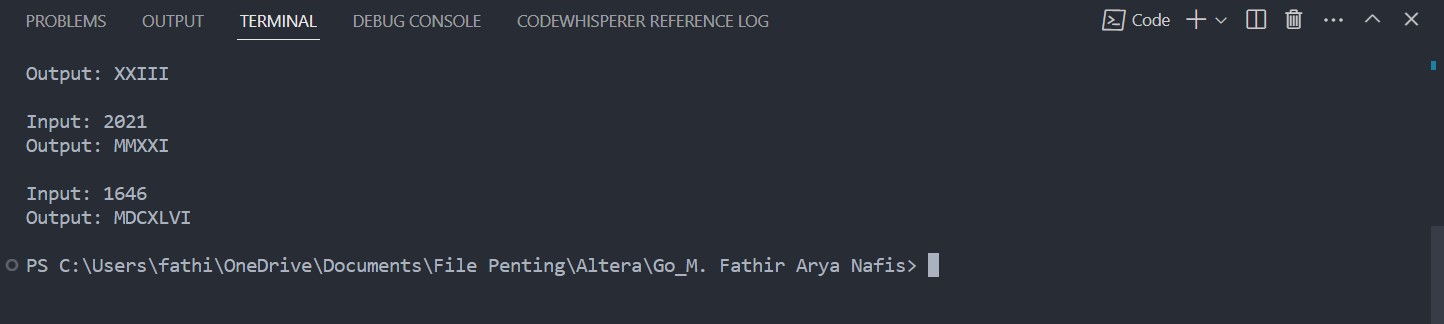 PROBLEMS OUTPUT TERMINAL DEBUG CONSOLE CODEWHISPERER REFERENCE LOG Code
Output: XXIII
Input: 2021
Output: MMXXI
Input: 1646
Output: MDCXLVI
PS C:\Users\fathi\OneDrive\Documents\File Penting\Altera\Go_M. Fathir Arya Nafis>